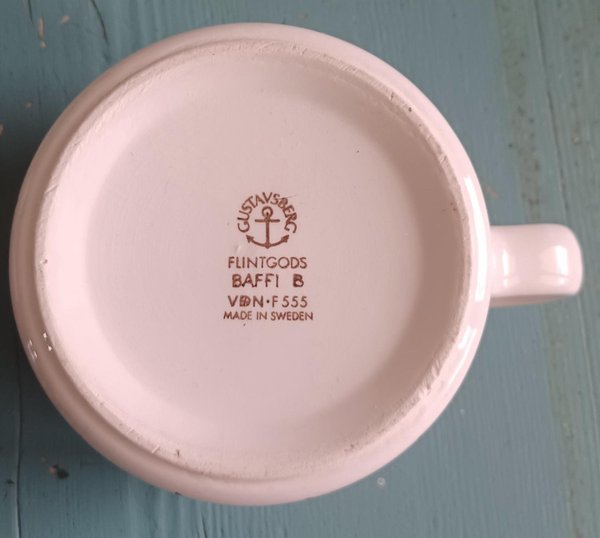 GUSTAVSBERG
FLINTGODS
BAFFI B
VDN·F555
MADE IN SWEDEN